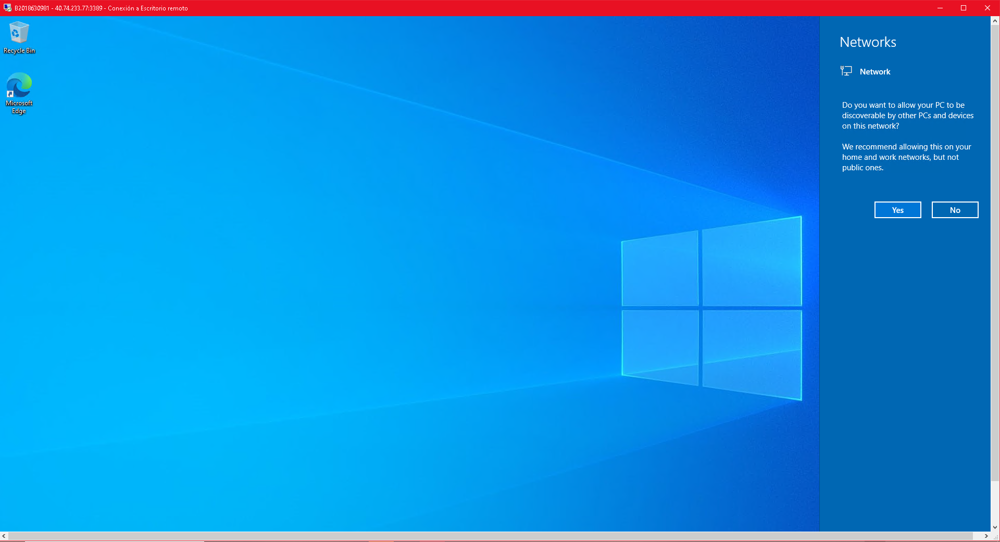 B2018630981 - 40.74.233.77:3389 - Conexión a Escritorio remoto
Recycle Bin
Microsoft
Edge
Networks
Network
Do you want to allow your PC to be
discoverable by other PCs and devices
on this network?
We recommend allowing this on your
home and work networks, but not
public ones.
Yes
No